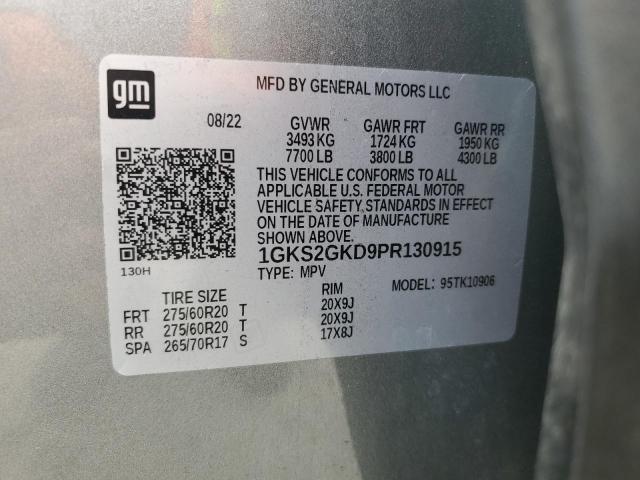 gm
MFD BY GENERAL MOTORS LLC
08/22 GVWR GAWR FRT GAWR RR
3493 KG 1724 KG 1950 KG
7700 LB 3800 LB 4300 LB
THIS VEHICLE CONFORMS TO ALL
APPLICABLE U.S. FEDERAL MOTOR
VEHICLE SAFETY STANDARDS IN EFFECT
ON THE DATE OF MANUFACTURE
SHOWN ABOVE.
1GKS2GKD9PR130915
130H
TYPE: MPV
MODEL: 95TK10906
TIRE SIZE RIM
FRT 275/60R20 T 20X9J
RR 275/60R20 T 20X9J
SPA 265/70R17 S 17X8J